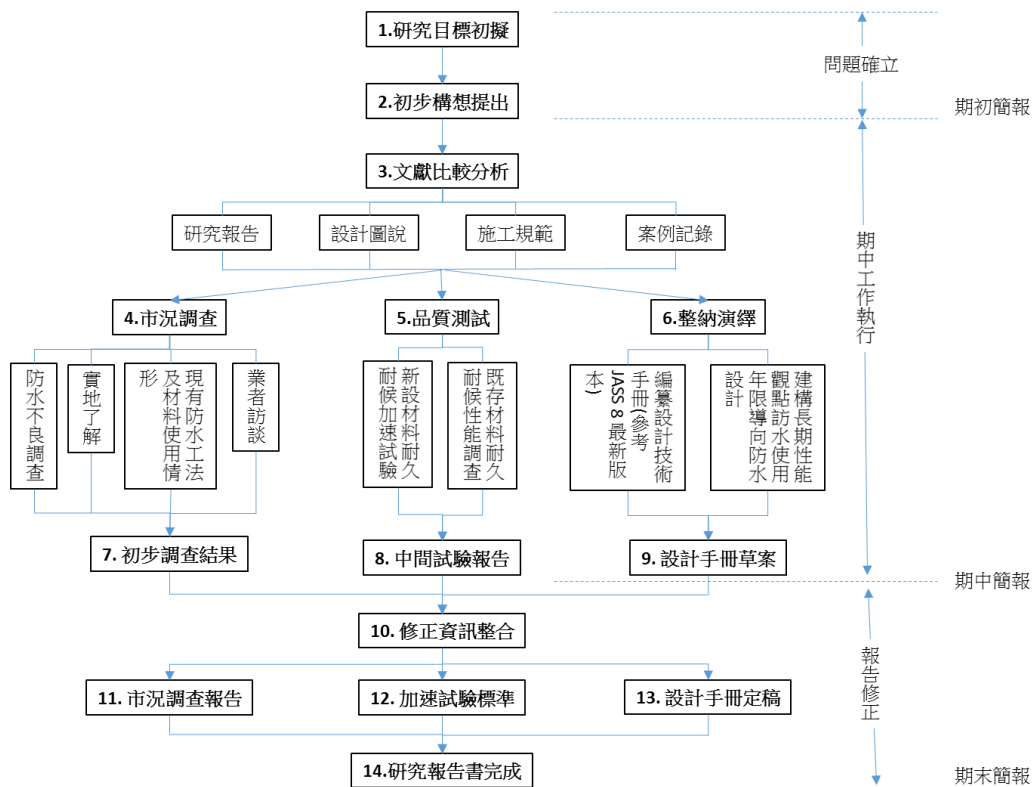 1.研究目標初擬
問題確立
2.初步構想提出
期初簡報
3.文獻比較分析
研究報告
設計圖說
施工規範
案例記錄
期中工作執行
4.市況調查
5.品質測試
6.整納演繹
防水不良調查
實地了解
現有防水工法
及材料使用情
形
業者訪談
新設材料耐久
耐候加速試驗
既存材料耐久
耐候性能調查
編纂設計技術
手冊(參考
JASS 8 最新版
本)
建構長期性能
觀點訪水使用
年限導向防水
設計
7. 初步調查結果
8. 中間試驗報告
9. 設計手冊草案
期中簡報
10. 修正資訊整合
報告修正
11. 市況調查報告
12. 加速試驗標準
13. 設計手冊定稿
14.研究報告書完成
期末簡報